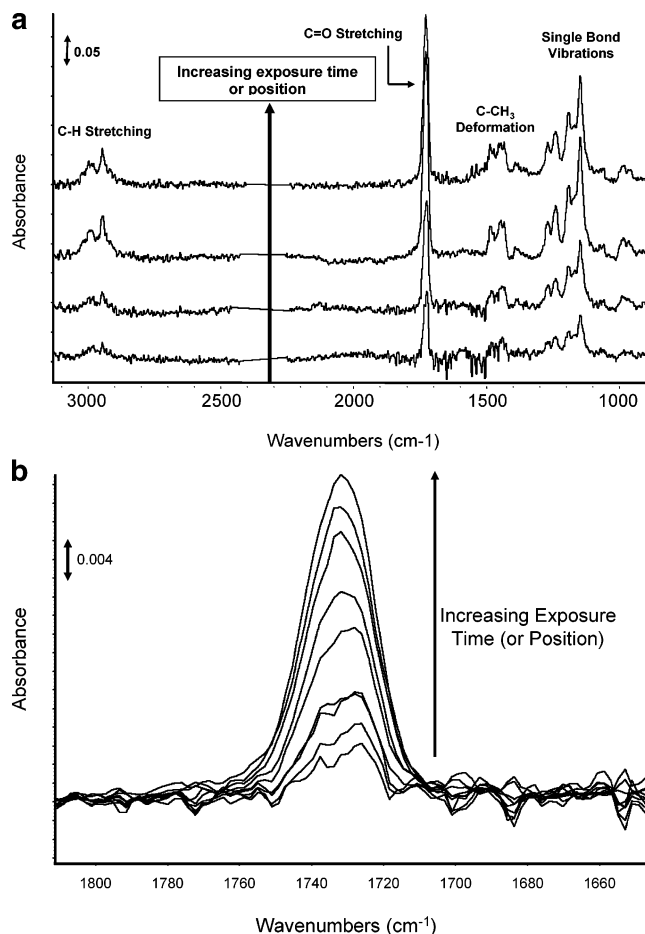 a
0.05
C=O Stretching
Single Bond
Vibrations
Increasing exposure time
or position
C-H Stretching
C-CH₃
Deformation
Absorbance
3000
2500
2000
1500
1000
Wavenumbers (cm-1)
b
0.004
Increasing Exposure
Time (or Position)
Absorbance
1800
1780
1760
1740
1720
1700
1680
1660
Wavenumbers (cm⁻¹)